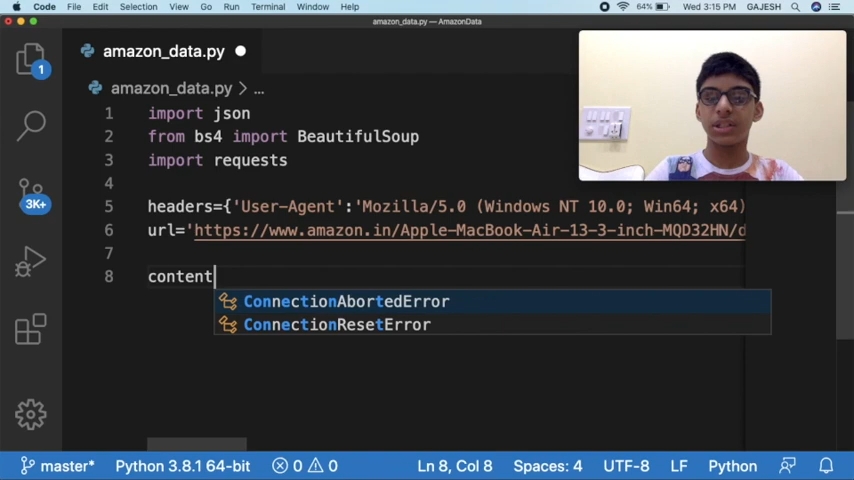 Code File Edit Selection View Go Run Terminal Window Help 64% Wed 3:15 PM GAJESH
amazon_data.py — AmazonData
amazon_data.py
amazon_data.py > ...
1 import json
2 from bs4 import BeautifulSoup
3 import requests
4
5 headers={'User-Agent':'Mozilla/5.0 (Windows NT 10.0; Win64; x64)
6 url='https://www.amazon.in/Apple-MacBook-Air-13-3-inch-MQD32HN/d
7
8 content
ConnectionAbortedError
ConnectionResetError
1
3K+
master* Python 3.8.1 64-bit 0 0 Ln 8, Col 8 Spaces: 4 UTF-8 LF Python